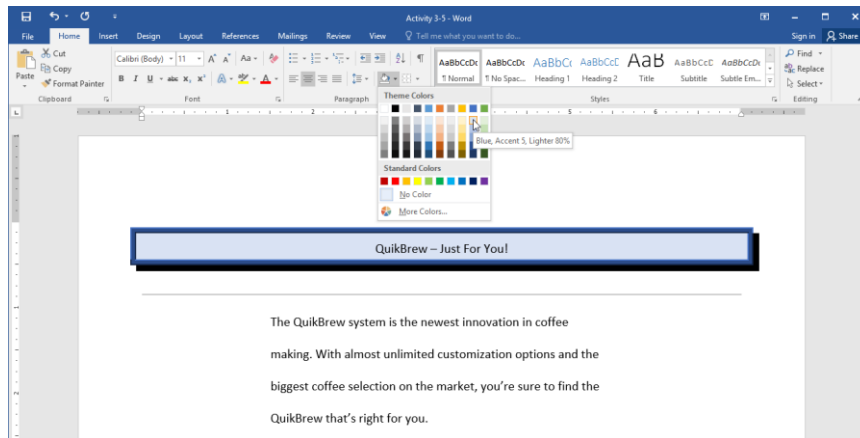 Activity 3-5 - Word
File Home Insert Design Layout References Mailings Review View Tell me what you want to do... Sign in Share
Cut
Copy
Format Painter
Paste
Calibri (Body) 11 A A Aa
B I U abc x₂ x² A A
AaBbCcDc AaBbCcDc AaBbCc AaBbCcC AaB AaBbCcC AaBbCcDc
¶ Normal ¶ No Spac... Heading 1 Heading 2 Title Subtitle Subtle Em...
Find
Replace
Select
Clipboard Font Paragraph Styles Editing
Theme Colors
Blue, Accent 5, Lighter 80%
Standard Colors
No Color
More Colors...
QuikBrew – Just For You!
The QuikBrew system is the newest innovation in coffee
making. With almost unlimited customization options and the
biggest coffee selection on the market, you're sure to find the
QuikBrew that's right for you.